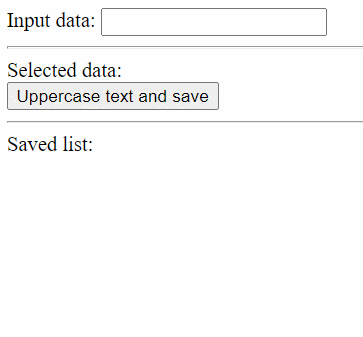 Input data:
Selected data:
Uppercase text and save
Saved list: